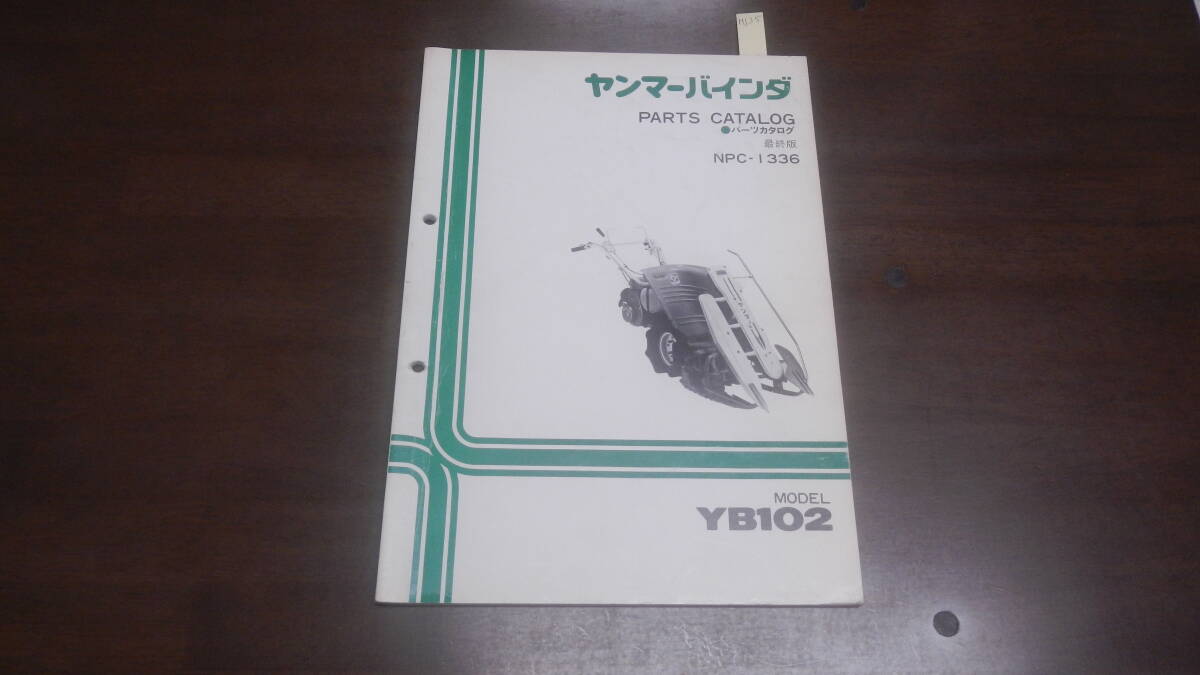 ヤンマーバインダ
PARTS CATALOG
●パーツカタログ
最終版
NPC-1336
MODEL
YB102